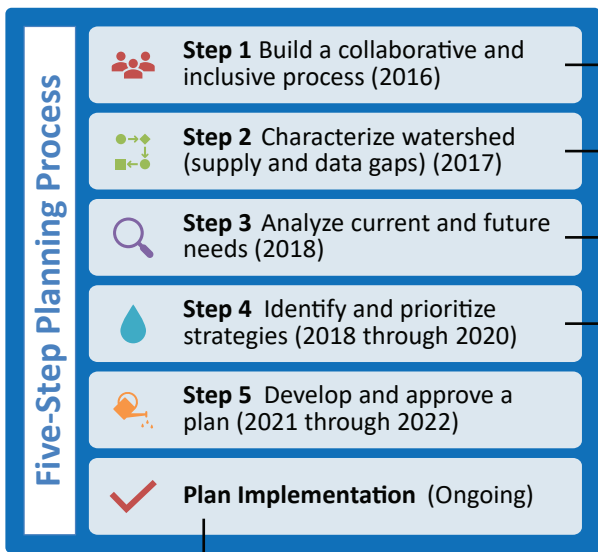 Five-Step Planning Process
Step 1 Build a collaborative and
inclusive process (2016)
Step 2 Characterize watershed
(supply and data gaps) (2017)
Step 3 Analyze current and future
needs (2018)
Step 4 Identify and prioritize
strategies (2018 through 2020)
Step 5 Develop and approve a
plan (2021 through 2022)
Plan Implementation (Ongoing)